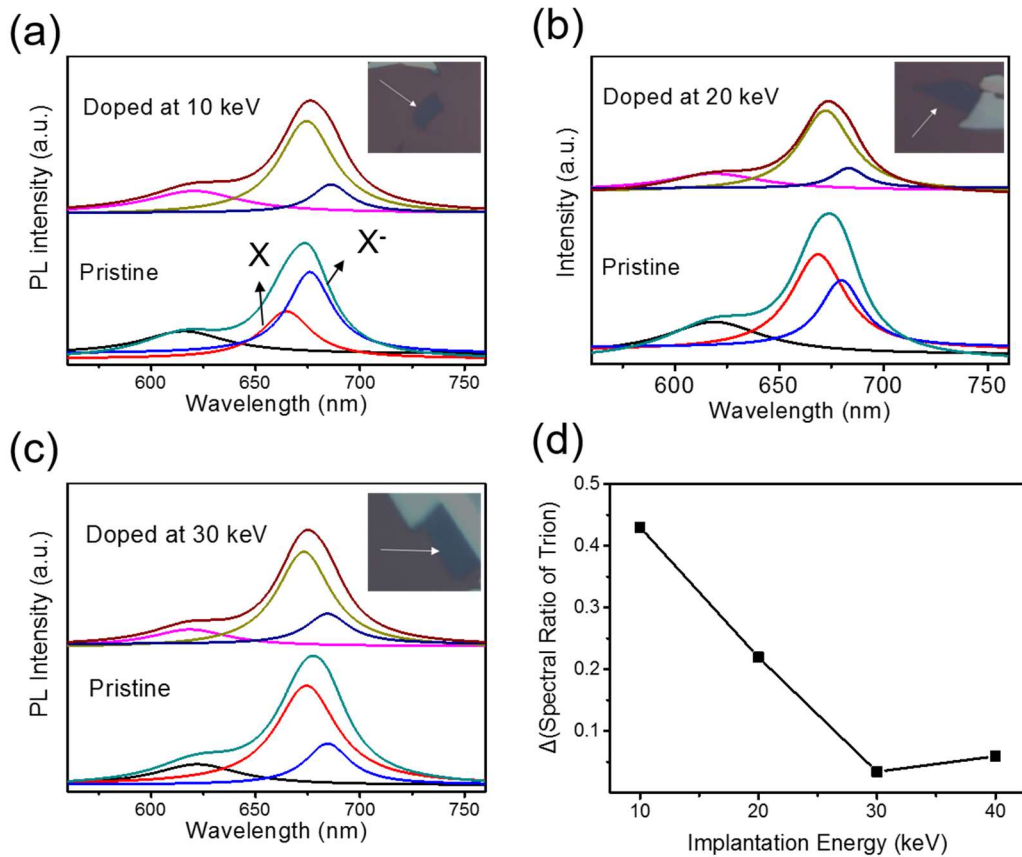 (a)
PL intensity (a.u.)
Doped at 10 keV
X
X-
Pristine
600 650 700 750
Wavelength (nm)
(b)
Intensity (a.u.)
Doped at 20 keV
Pristine
600 650 700 750
Wavelength (nm)
(c)
PL Intensity (a.u.)
Doped at 30 keV
Pristine
600 650 700 750
Wavelength (nm)
(d)
Δ(Spectral Ratio of Trion)
0.5
0.4
0.3
0.2
0.1
10 20 30 40
Implantation Energy (keV)